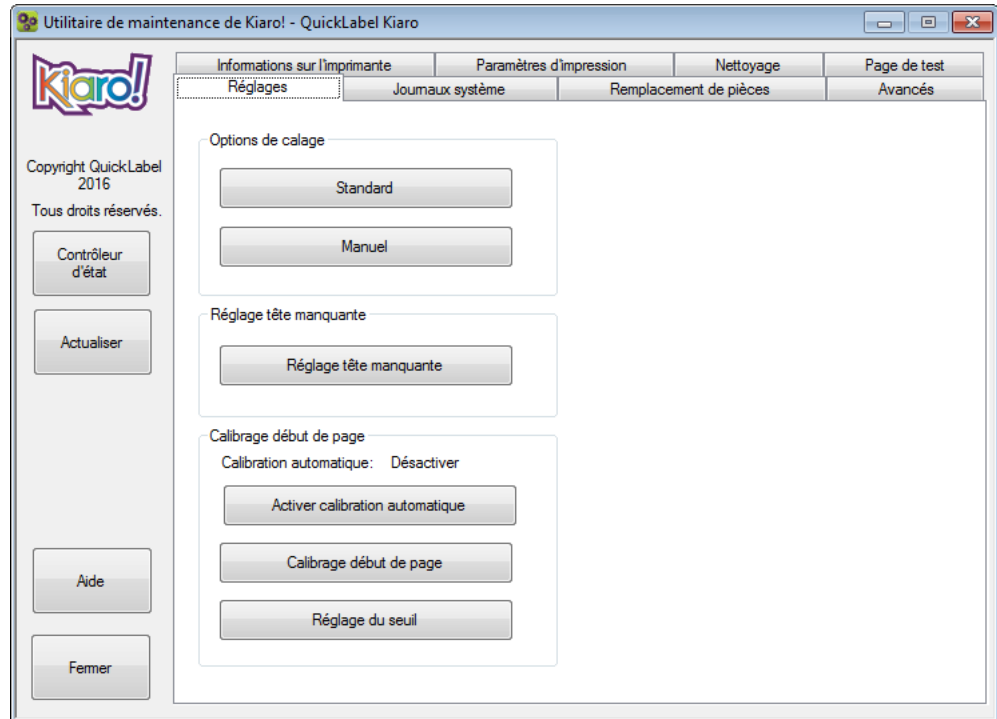 Utilitaire de maintenance de Kiaro! - QuickLabel Kiaro
Kiaro!
Copyright QuickLabel
2016
Tous droits réservés.
Contrôleur
d'état
Actualiser
Aide
Fermer
Informations sur l'imprimante
Paramètres d'impression
Nettoyage
Page de test
Réglages
Journaux système
Remplacement de pièces
Avancés
Options de calage
Standard
Manuel
Réglage tête manquante
Réglage tête manquante
Calibrage début de page
Calibration automatique: Désactiver
Activer calibration automatique
Calibrage début de page
Réglage du seuil